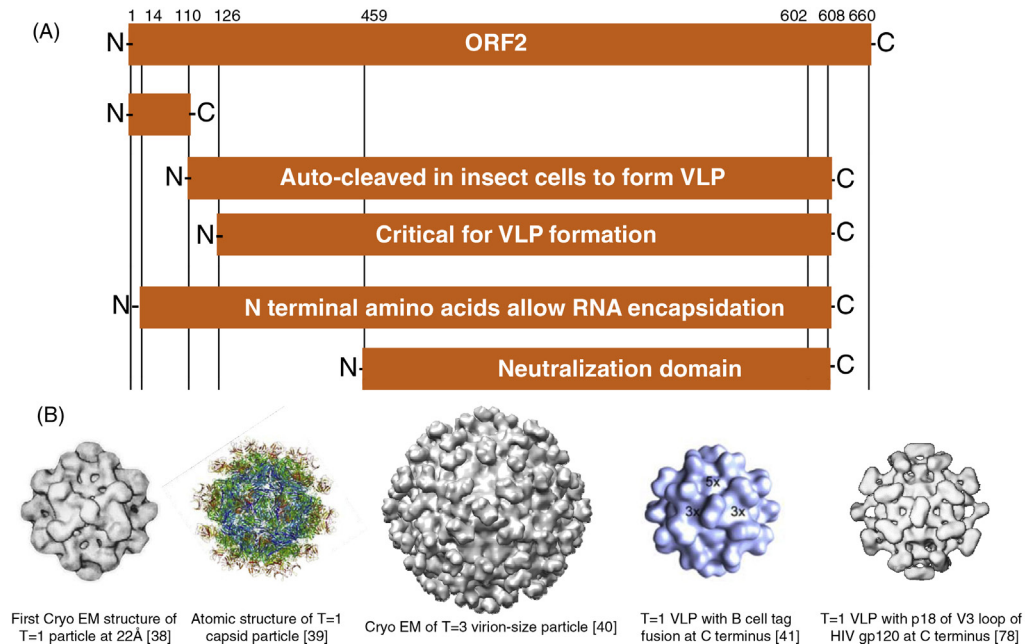 (A)
1 14 110 126 459 602 608 660
N ORF2 C
N C
N Auto-cleaved in insect cells to form VLP C
N Critical for VLP formation C
N N terminal amino acids allow RNA encapsidation C
N Neutralization domain C
(B)
5x
3x 3x
First Cryo EM structure of
T=1 particle at 22Å [38]
Atomic structure of T=1
capsid particle [39]
Cryo EM of T=3 virion-size particle [40]
T=1 VLP with B cell tag
fusion at C terminus [41]
T=1 VLP with p18 of V3 loop of
HIV gp120 at C terminus [78]